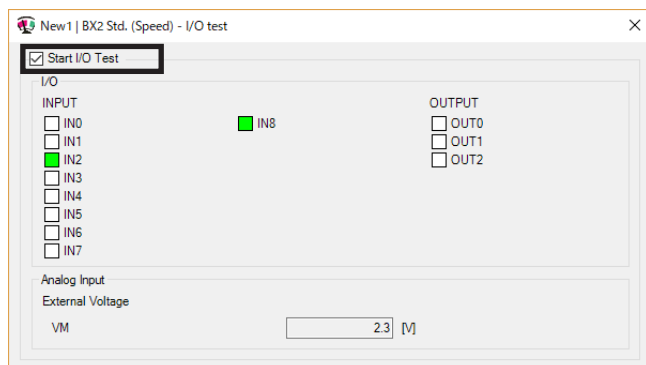 New1 | BX2 Std. (Speed) - I/O test
Start I/O Test
I/O
INPUT OUTPUT
IN0 IN8 OUT0
IN1 OUT1
IN2 OUT2
IN3
IN4
IN5
IN6
IN7
Analog Input
External Voltage
VM 2.3 [V]